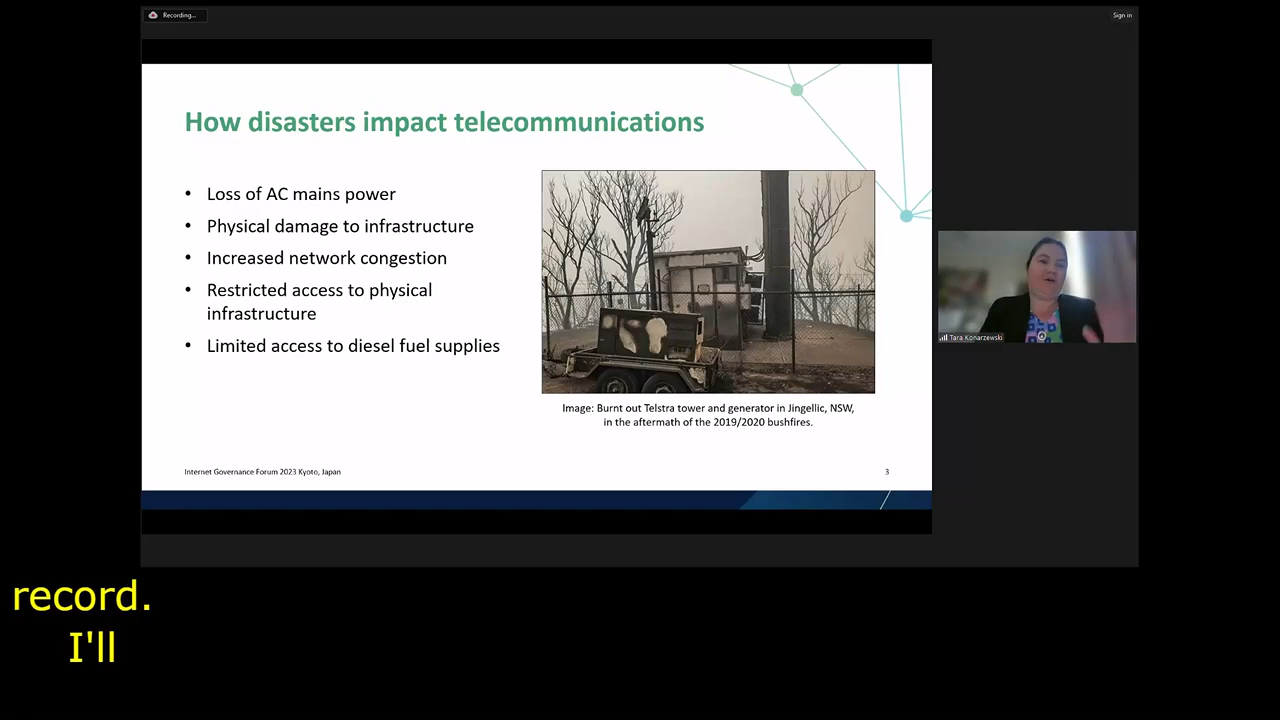 Recording...
Sign in
How disasters impact telecommunications
• Loss of AC mains power
• Physical damage to infrastructure
• Increased network congestion
• Restricted access to physical
infrastructure
• Limited access to diesel fuel supplies
Image: Burnt out Telstra tower and generator in Jingellic, NSW,
in the aftermath of the 2019/2020 bushfires.
Internet Governance Forum 2023 Kyoto, Japan
3
Tara Konarzewski
record.
I'll